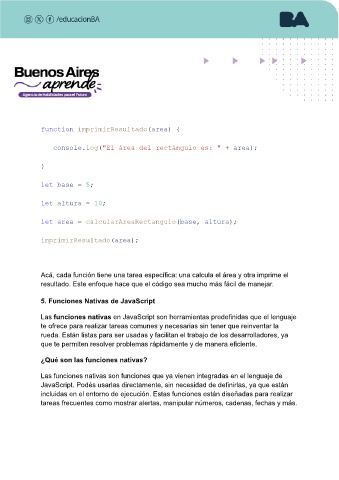 /educacionBA
BA
Buenos Aires
aprende
Agencia de Habilidades para el Futuro
function imprimirResultado(area) {
console.log("El área del rectángulo es: " + area);
}
let base = 5;
let altura = 10;
let area = calcularAreaRectangulo(base, altura);
imprimirResultado(area);
Acá, cada función tiene una tarea específica: una calcula el área y otra imprime el
resultado. Este enfoque hace que el código sea mucho más fácil de manejar.
5. Funciones Nativas de JavaScript
Las funciones nativas en JavaScript son herramientas predefinidas que el lenguaje
te ofrece para realizar tareas comunes y necesarias sin tener que reinventar la
rueda. Están listas para ser usadas y facilitan el trabajo de los desarrolladores, ya
que te permiten resolver problemas rápidamente y de manera eficiente.
¿Qué son las funciones nativas?
Las funciones nativas son funciones que ya vienen integradas en el lenguaje de
JavaScript. Podés usarlas directamente, sin necesidad de definirlas, ya que están
incluidas en el entorno de ejecución. Estas funciones están diseñadas para realizar
tareas frecuentes como mostrar alertas, manipular números, cadenas, fechas y más.